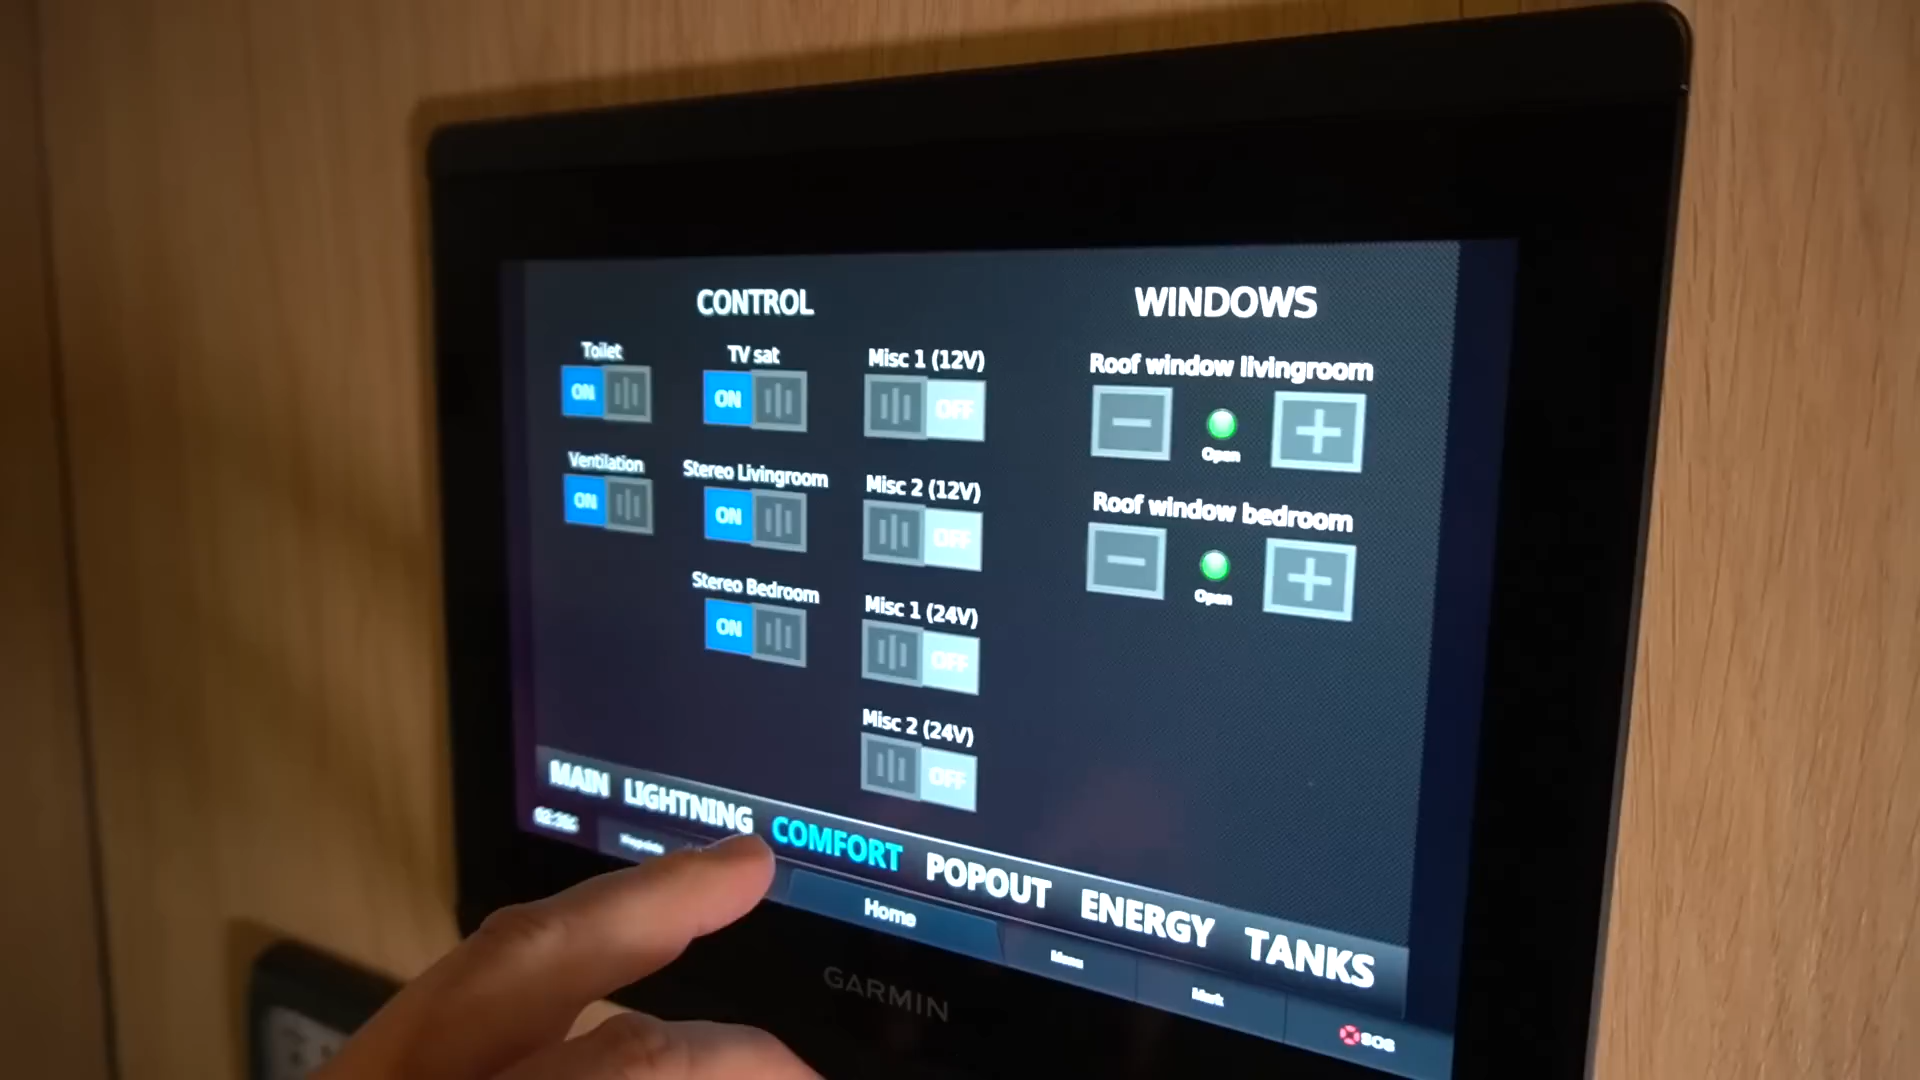 CONTROL
Toilet
ON
Ventilation
ON
TV sat
ON
Stereo Livingroom
ON
Stereo Bedroom
ON
Misc 1 (12V)
OFF
Misc 2 (12V)
OFF
Misc 1 (24V)
OFF
Misc 2 (24V)
OFF
WINDOWS
Roof window livingroom
Open
Roof window bedroom
Open
MAIN LIGHTNING COMFORT POPOUT ENERGY TANKS
Home Menu Mark SOS
GARMIN